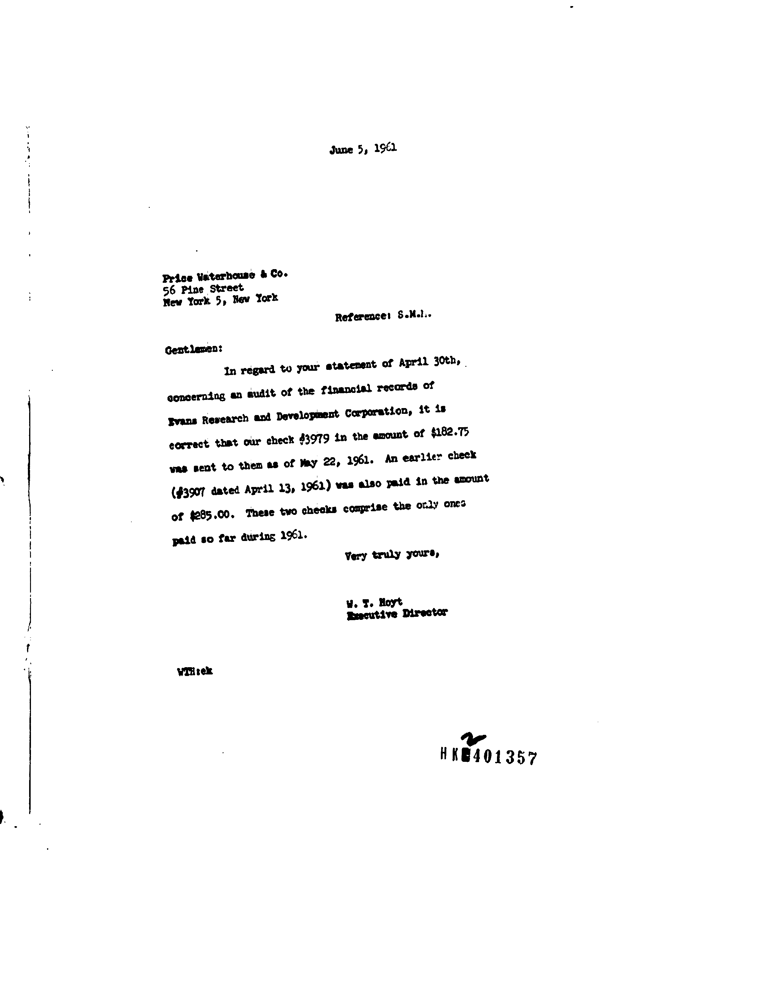 June 5, 1961
Price Waterhouse & Co.
56 Pine Street
New York 5, New York
Reference: S.M.L.
Gentlemen:
In regard to your statement of April 30th,
concerning an audit of the financial records of
Evans Research and Development Corporation, it is
correct that our check #3979 in the amount of $182.75
was sent to them as of May 22, 1961. An earlier check
(#3907 dated April 13, 1961) was also paid in the amount
of $285.00. These two checks comprise the only ones
paid so far during 1961.
Very truly yours,
W. T. Hoyt
Executive Director
WTH:ek
2
HK 401357